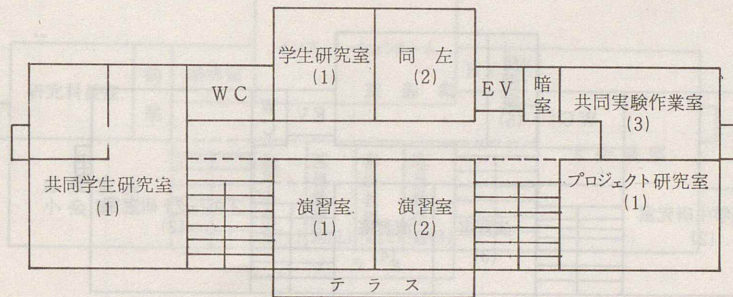 学生研究室
(1)
同 左
(2)
WC
EV
暗室
共同実験作業室
(3)
共同学生研究室
(1)
演習室
(1)
演習室
(2)
プロジェクト研究室
(1)
テ ラ ス